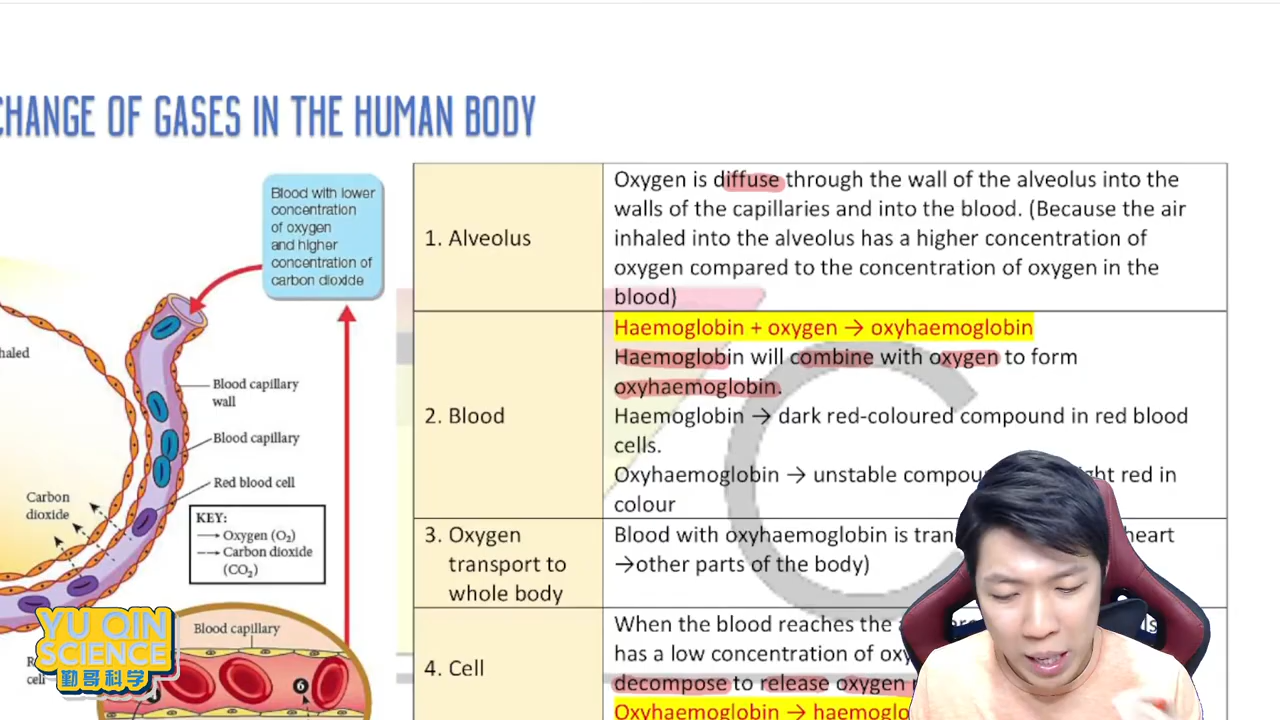 CHANGE OF GASES IN THE HUMAN BODY
Blood with lower
concentration
of oxygen
and higher
concentration of
carbon dioxide
haled
Blood capillary
wall
Blood capillary
Red blood cell
Carbon
dioxide
KEY:
Oxygen (O₂)
Carbon dioxide
(CO₂)
Blood capillary
cell
6
YU QIN
SCIENCE
勤哥科学
1. Alveolus
Oxygen is diffuse through the wall of the alveolus into the
walls of the capillaries and into the blood. (Because the air
inhaled into the alveolus has a higher concentration of
oxygen compared to the concentration of oxygen in the
blood)
2. Blood
Haemoglobin + oxygen → oxyhaemoglobin
Haemoglobin will combine with oxygen to form
oxyhaemoglobin.
Haemoglobin → dark red-coloured compound in red blood
cells.
Oxyhaemoglobin → unstable compou ht red in
colour
3. Oxygen
transport to
whole body
Blood with oxyhaemoglobin is tran heart
→other parts of the body)
4. Cell
When the blood reaches the
has a low concentration of oxy
decompose to release oxygen
Oxyhaemoglobin → haemoglo